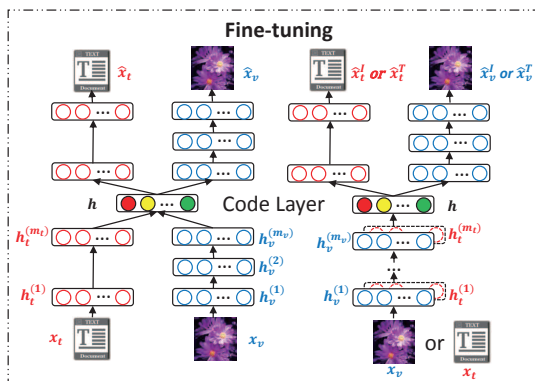 Fine-tuning
TEXT
Document
TEXT
Document
x̂_t
x̂_v
x̂_t^I or x̂_t^T
x̂_v^I or x̂_v^T
...
...
...
...
...
...
...
...
...
...
h
...
Code Layer
...
h
h_t^(m_t)
...
...
h_v^(m_v)
h_v^(m_v)
...
h_t^(m_t)
...
h_v^(2)
...
h_t^(1)
...
...
h_v^(1)
h_v^(1)
...
h_t^(1)
x_t
TEXT
Document
x_v
x_v
or
TEXT
Document
x_t